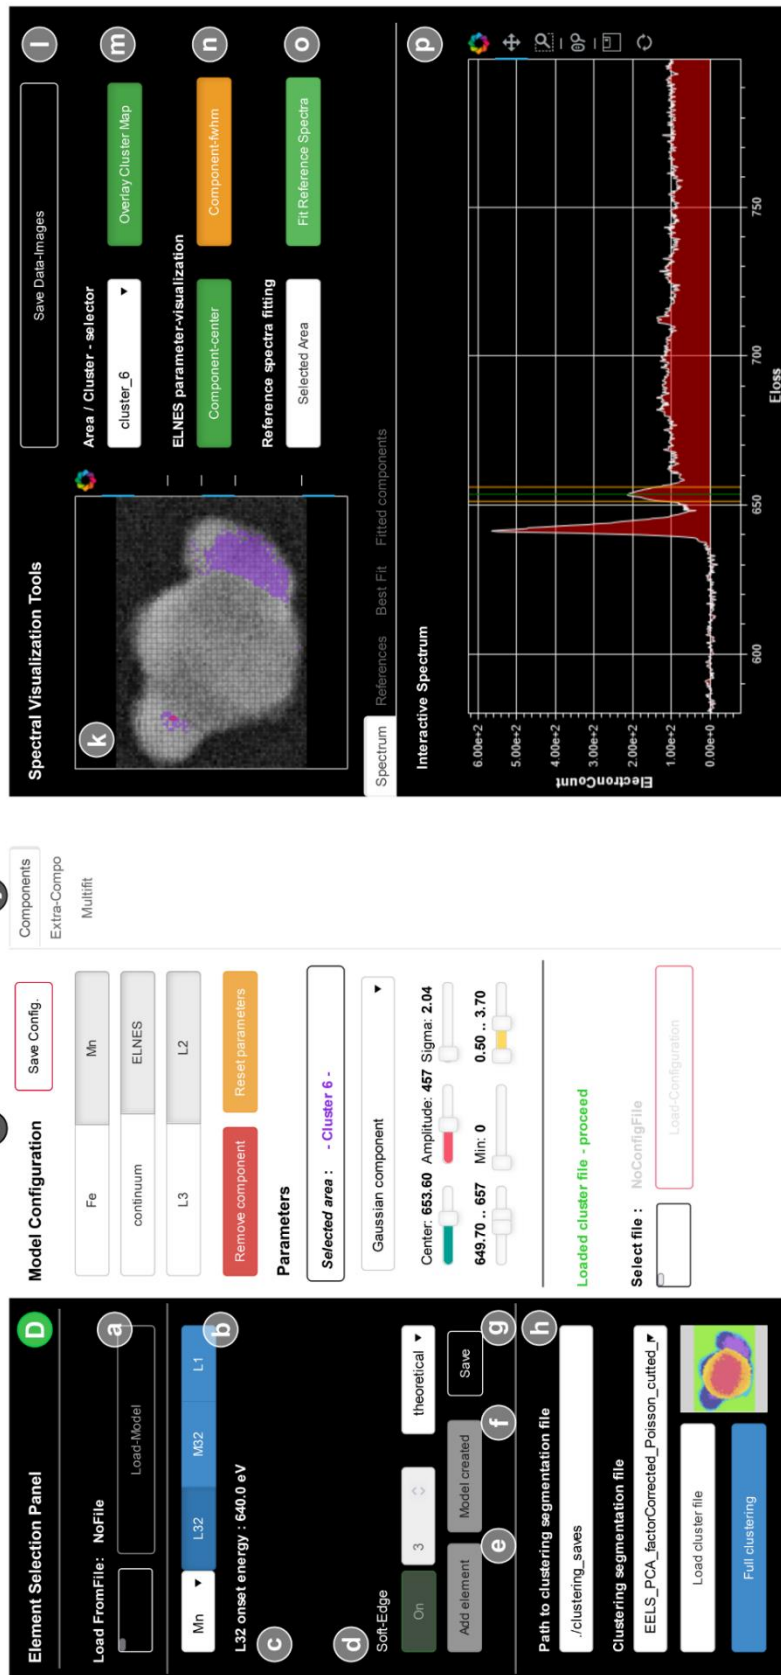 D
Element Selection Panel
Load FromFile: NoFile
a
Load-Model
Mn
L32
M32
L1
b
L32 onset energy : 640.0 eV
c
d
Soft-Edge
On
3
theoretical
Add element
Model created
Save
e
f
g
h
Path to clustering segmentation file
./clustering_saves
Clustering segmentation file
EELS_PCA_factorCorrected_Poisson_cutted_
Load cluster file
Full clustering
Model Configuration
Save Config.
Fe
Mn
continuum
ELNES
L3
L2
Remove component
Reset parameters
Parameters
Selected area : - Cluster 6 -
Gaussian component
Center: 653.60 Amplitude: 457 Sigma: 2.04
649.70 .. 657 Min: 0 0.50 .. 3.70
Loaded cluster file - proceed
Select file : NoConfigFile
Load-Configuration
Components
Extra-Compo
Multifit
Spectral Visualization Tools
k
Save Data-Images
l
Area / Cluster - selector
cluster_6
Overlay Cluster Map
m
ELNES parameter-visualization
Component-center
Component-fwhm
n
Reference spectra fitting
Selected Area
Fit Reference Spectra
o
Spectrum References Best Fit Fitted components
Interactive Spectrum
p
6.00e+2
5.00e+2
4.00e+2
3.00e+2
2.00e+2
1.00e+2
0.00e+0
ElectronCount
600
650
700
750
Eloss